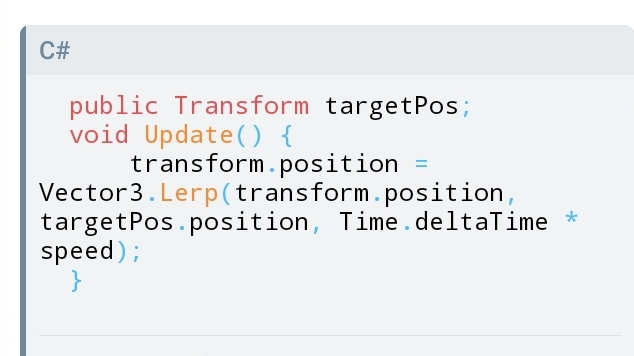 C#
public Transform targetPos;
void Update() {
transform.position =
Vector3.Lerp(transform.position,
targetPos.position, Time.deltaTime *
speed);
}